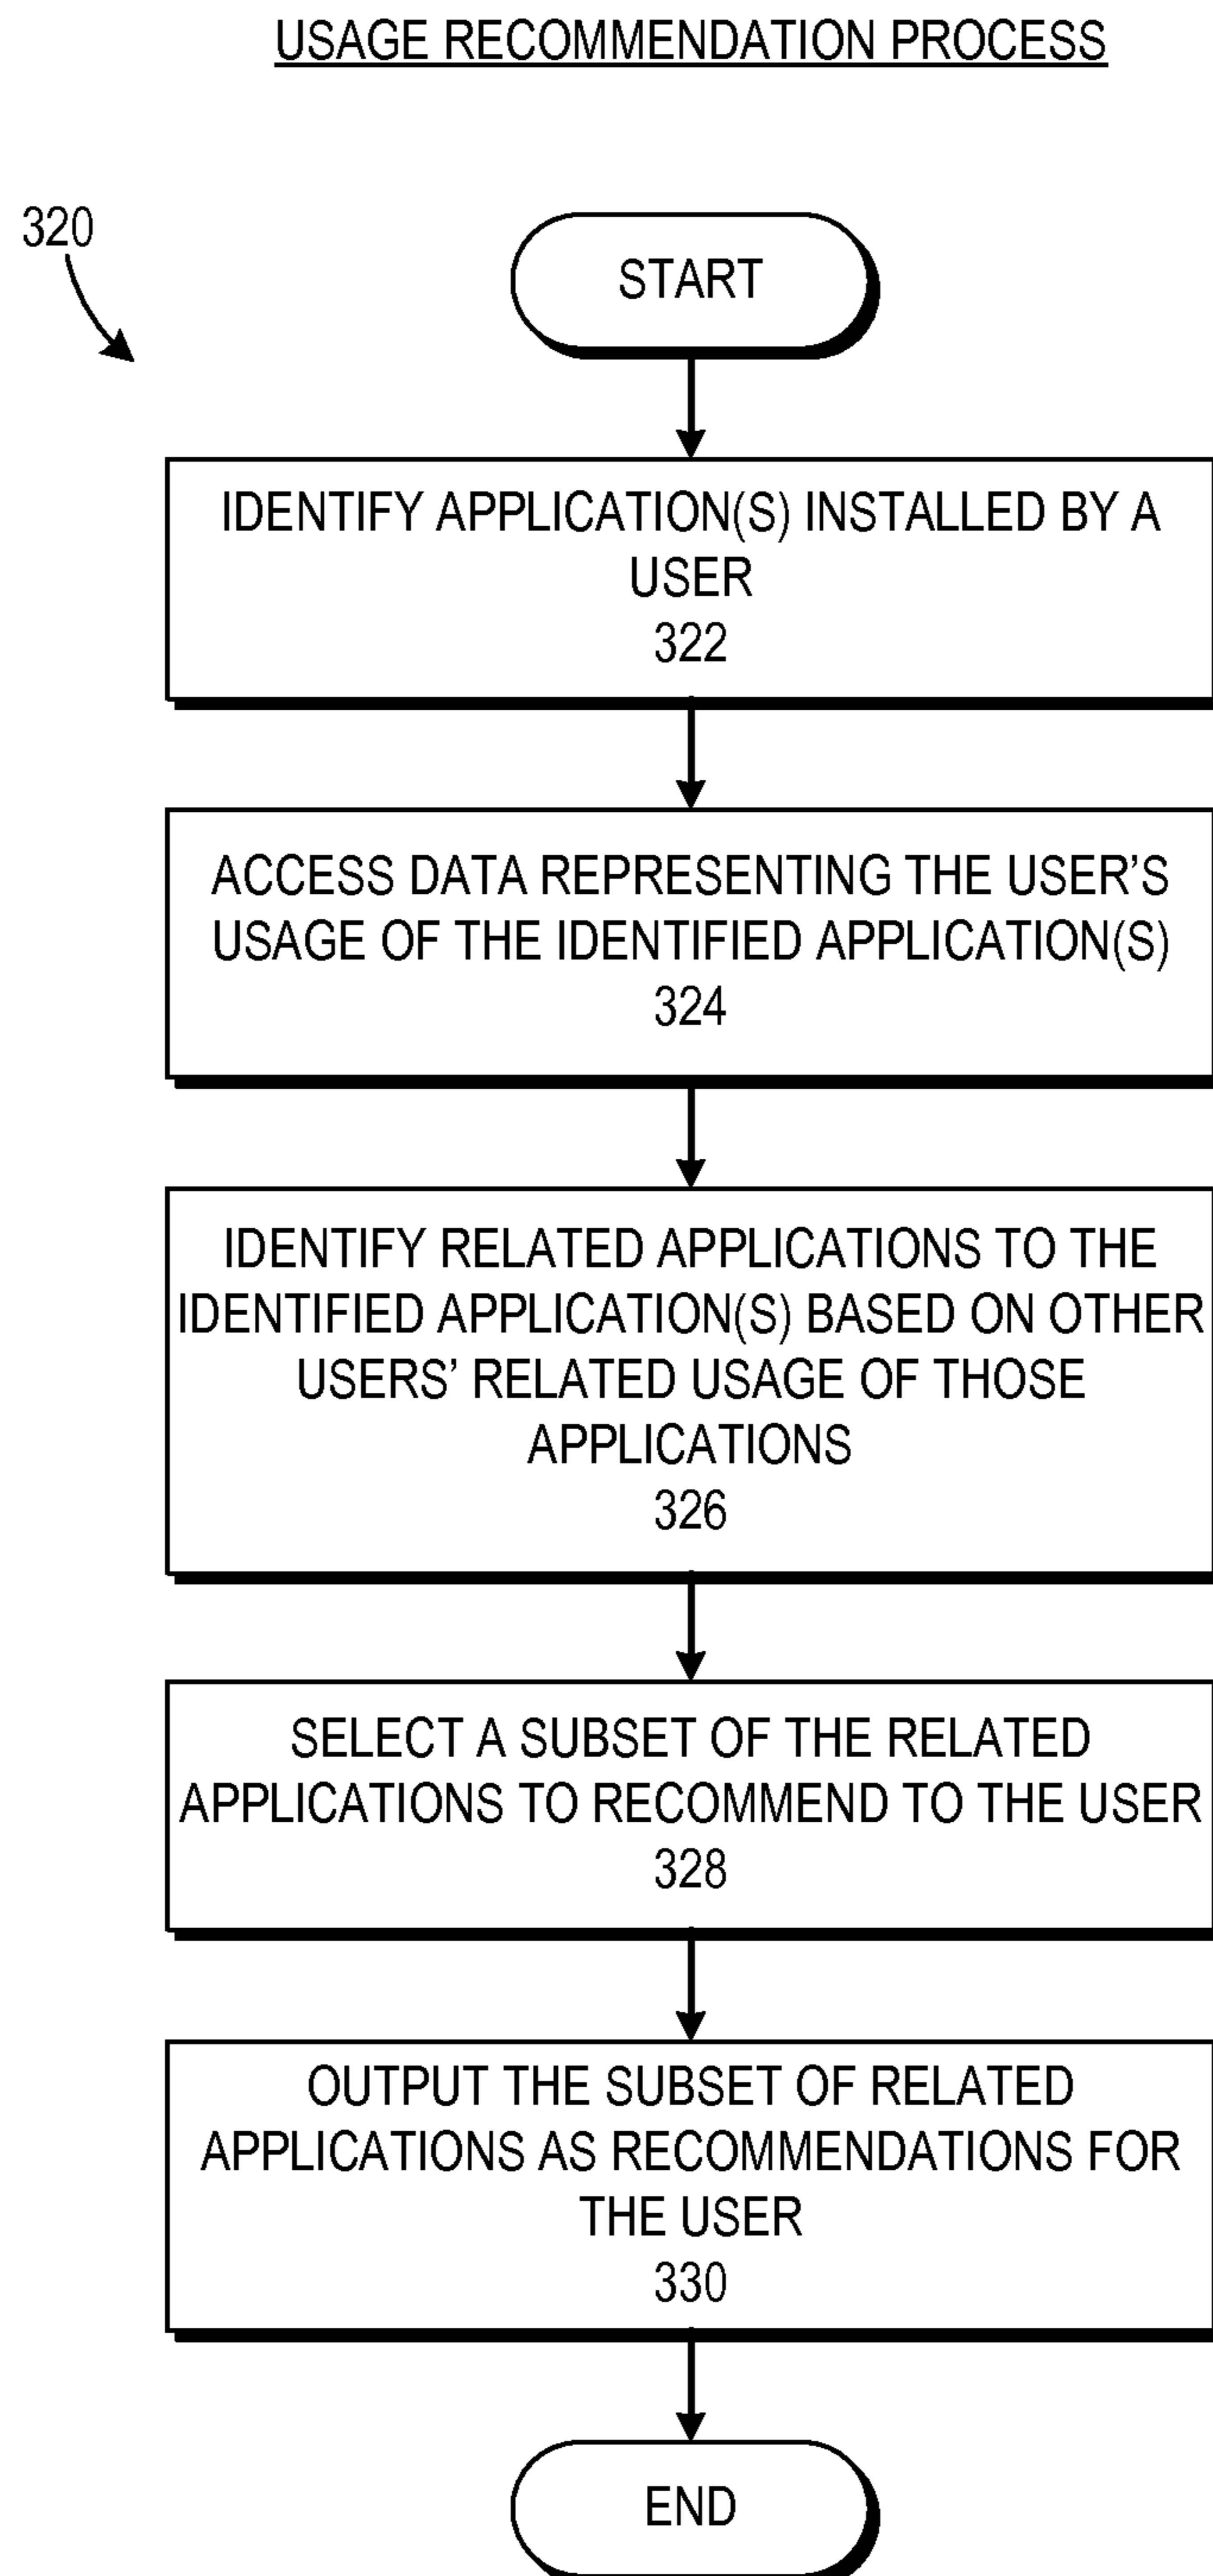 USAGE RECOMMENDATION PROCESS
320
START
IDENTIFY APPLICATION(S) INSTALLED BY A
USER
322
ACCESS DATA REPRESENTING THE USER’S
USAGE OF THE IDENTIFIED APPLICATION(S)
324
IDENTIFY RELATED APPLICATIONS TO THE
IDENTIFIED APPLICATION(S) BASED ON OTHER
USERS’ RELATED USAGE OF THOSE
APPLICATIONS
326
SELECT A SUBSET OF THE RELATED
APPLICATIONS TO RECOMMEND TO THE USER
328
OUTPUT THE SUBSET OF RELATED
APPLICATIONS AS RECOMMENDATIONS FOR
THE USER
330
END